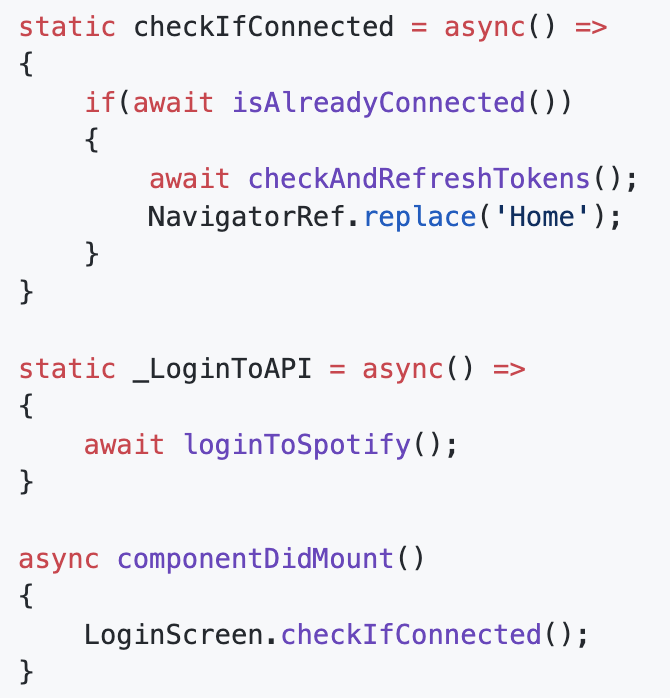 static checkIfConnected = async() =>
{
    if(await isAlreadyConnected())
    {
        await checkAndRefreshTokens();
        NavigatorRef.replace('Home');
    }
}

static _LoginToAPI = async() =>
{
    await loginToSpotify();
}

async componentDidMount()
{
    LoginScreen.checkIfConnected();
}